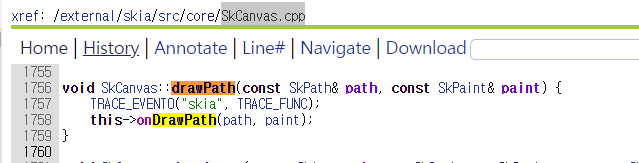 xref: /external/skia/src/core/SkCanvas.cpp
Home | History | Annotate | Line# | Navigate | Download
1755
1756 void SkCanvas::drawPath(const SkPath& path, const SkPaint& paint) {
1757 TRACE_EVENT0("skia", TRACE_FUNC);
1758 this->onDrawPath(path, paint);
1759 }
1760